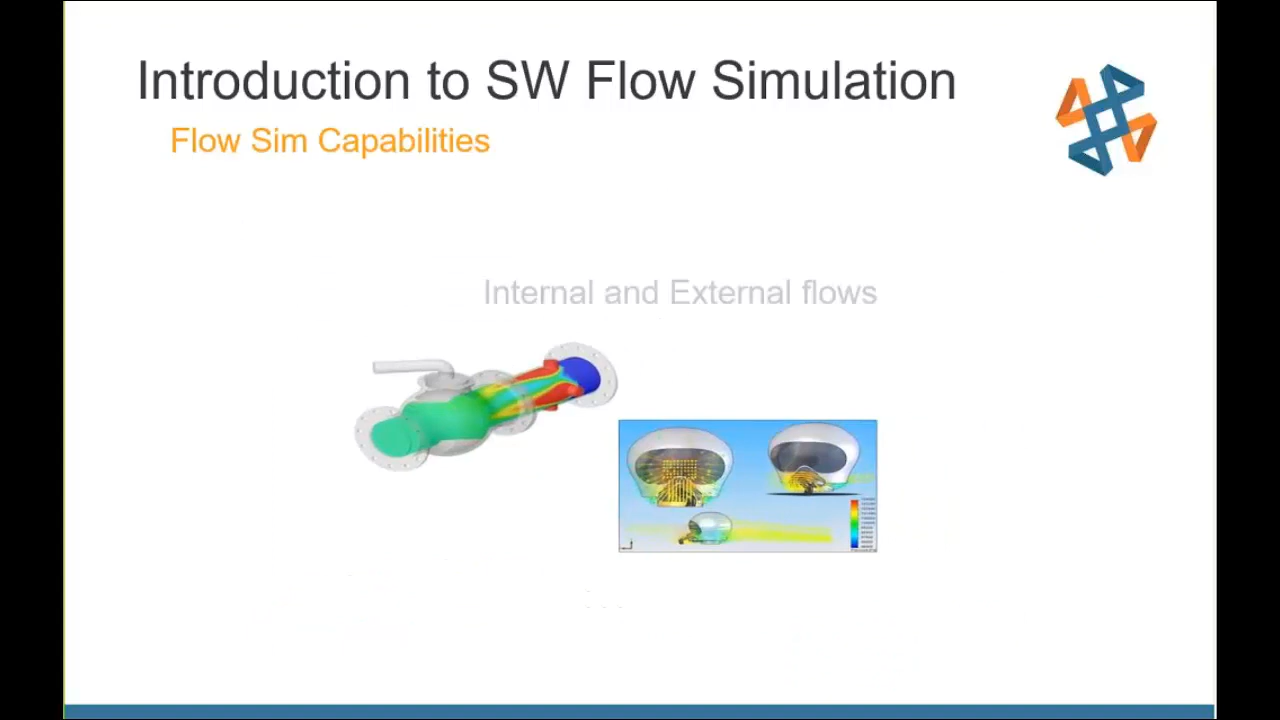 Introduction to SW Flow Simulation
Flow Sim Capabilities
Internal and External flows